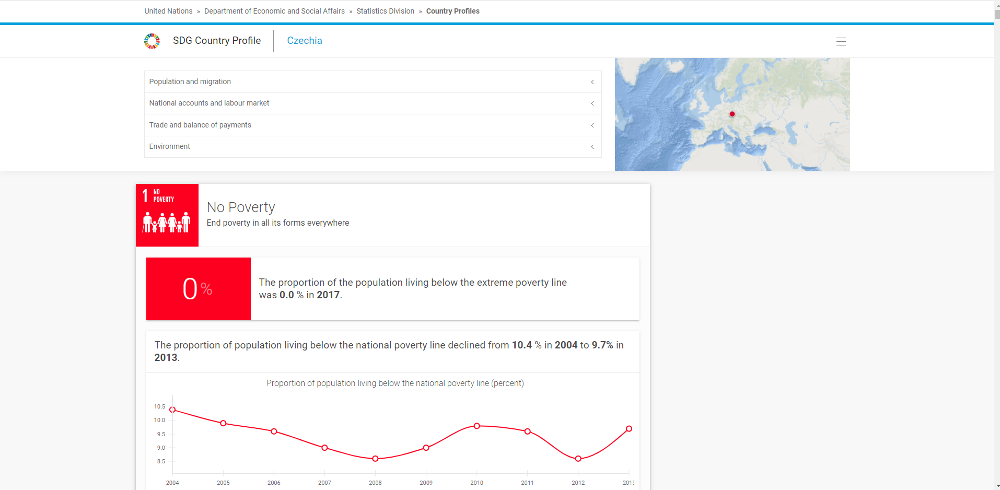 United Nations » Department of Economic and Social Affairs » Statistics Division » Country Profiles
SDG Country Profile
Czechia
Population and migration
National accounts and labour market
Trade and balance of payments
Environment
1 NO
POVERTY
No Poverty
End poverty in all its forms everywhere
0 %
The proportion of the population living below the extreme poverty line
was 0.0 % in 2017.
The proportion of population living below the national poverty line declined from 10.4 % in 2004 to 9.7% in
2013.
Proportion of population living below the national poverty line (percent)
10.5
10.0
9.5
9.0
8.5
2004 2005 2006 2007 2008 2009 2010 2011 2012 2013